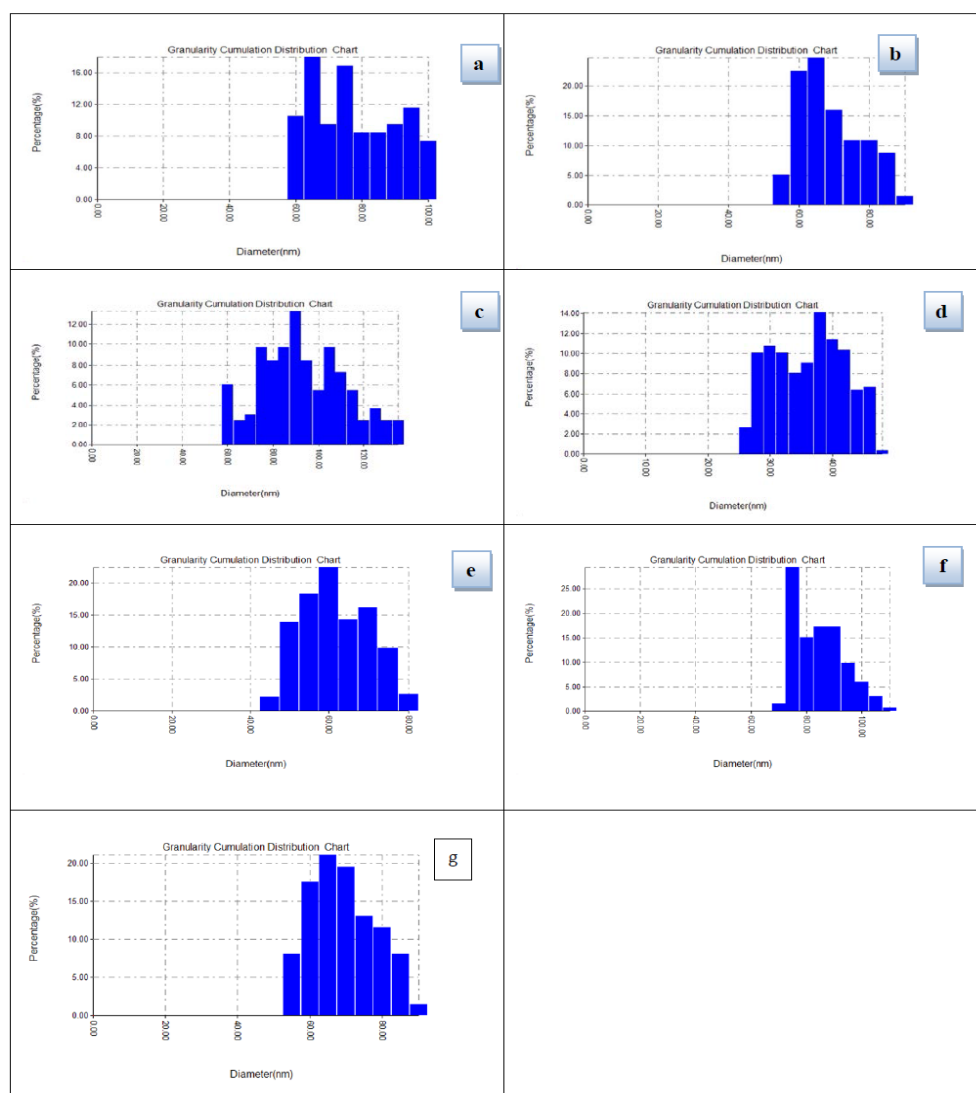 Granularity Cumulation Distribution Chart
a
Percentage(%)
16.00
12.00
8.00
4.00
0.00
0.00
20.00
40.00
60.00
80.00
100.00
Diameter(nm)
Granularity Cumulation Distribution Chart
b
Percentage(%)
20.00
15.00
10.00
5.00
0.00
0.00
20.00
40.00
60.00
80.00
Diameter(nm)
Granularity Cumulation Distribution Chart
c
Percentage(%)
12.00
10.00
8.00
6.00
4.00
2.00
0.00
0.00
20.00
40.00
60.00
80.00
100.00
120.00
Diameter(nm)
Granularity Cumulation Distribution Chart
d
Percentage(%)
14.00
12.00
10.00
8.00
6.00
4.00
2.00
0.00
0.00
10.00
20.00
30.00
40.00
Diameter(nm)
Granularity Cumulation Distribution Chart
e
Percentage(%)
20.00
15.00
10.00
5.00
0.00
0.00
20.00
40.00
60.00
80.00
Diameter(nm)
Granularity Cumulation Distribution Chart
f
Percentage(%)
25.00
20.00
15.00
10.00
5.00
0.00
0.00
20.00
40.00
60.00
80.00
100.00
Diameter(nm)
Granularity Cumulation Distribution Chart
g
Percentage(%)
20.00
15.00
10.00
5.00
0.00
0.00
20.00
40.00
60.00
80.00
Diameter(nm)